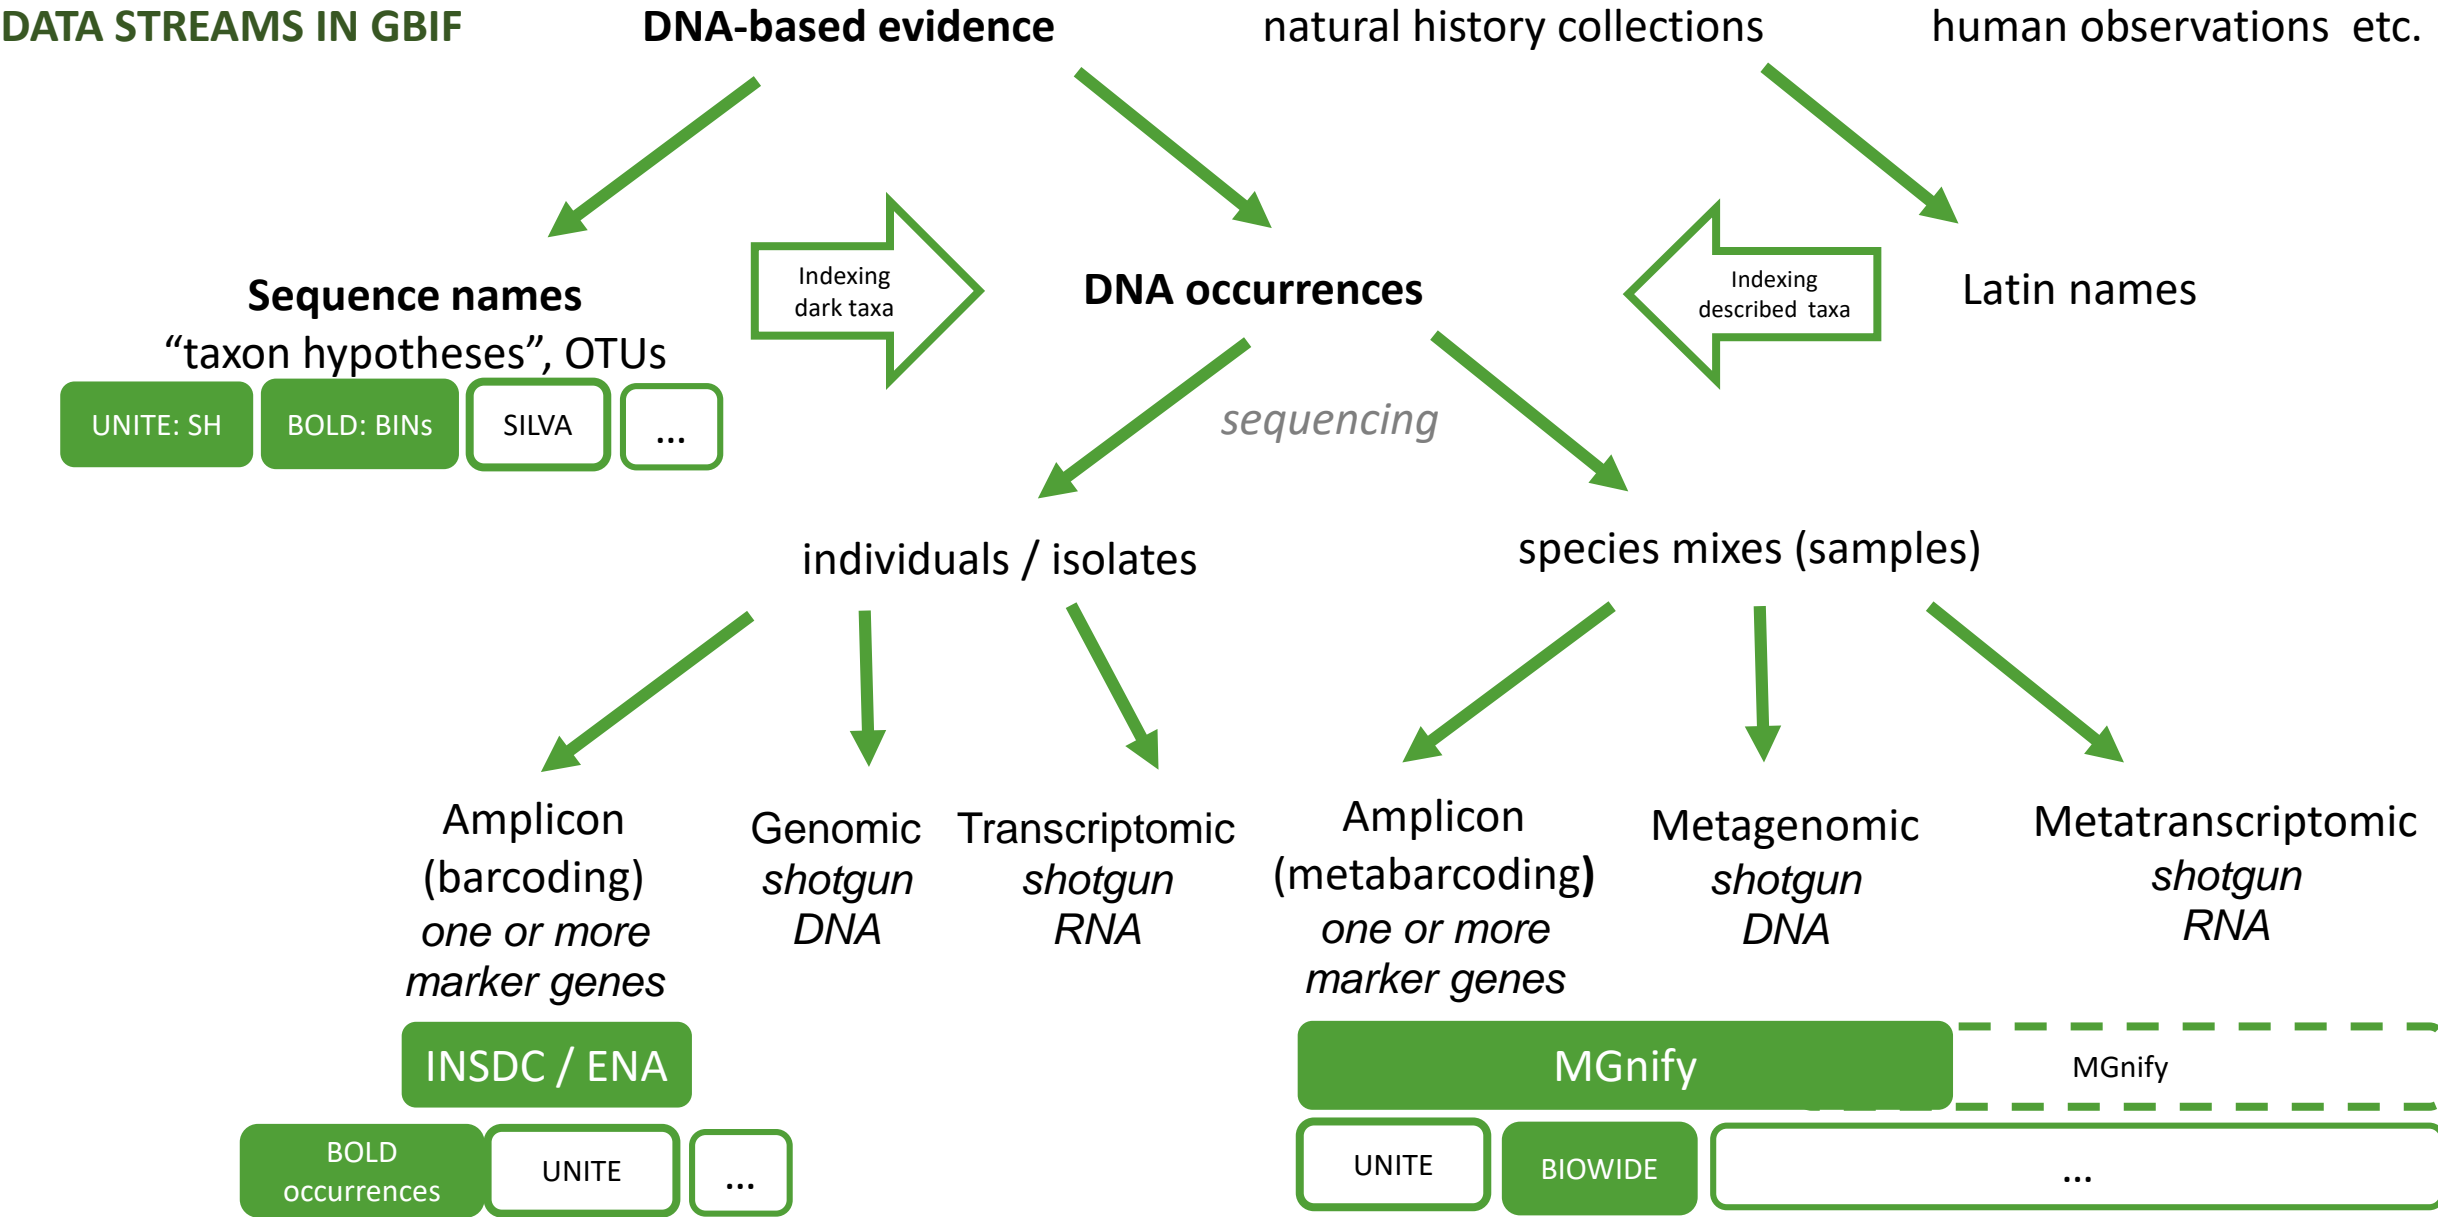 DATA STREAMS IN GBIF
DNA-based evidence
natural history collections
human observations etc.
Sequence names
“taxon hypotheses”, OTUs
UNITE: SH
BOLD: BINs
SILVA
...
Indexing
dark taxa
DNA occurrences
Indexing
described taxa
Latin names
sequencing
individuals / isolates
species mixes (samples)
Amplicon
(barcoding)
one or more
marker genes
Genomic
shotgun
DNA
Transcriptomic
shotgun
RNA
Amplicon
(metabarcoding)
one or more
marker genes
Metagenomic
shotgun
DNA
Metatranscriptomic
shotgun
RNA
INSDC / ENA
MGnify
MGnify
BOLD
occurrences
UNITE
...
UNITE
BIOWIDE
...